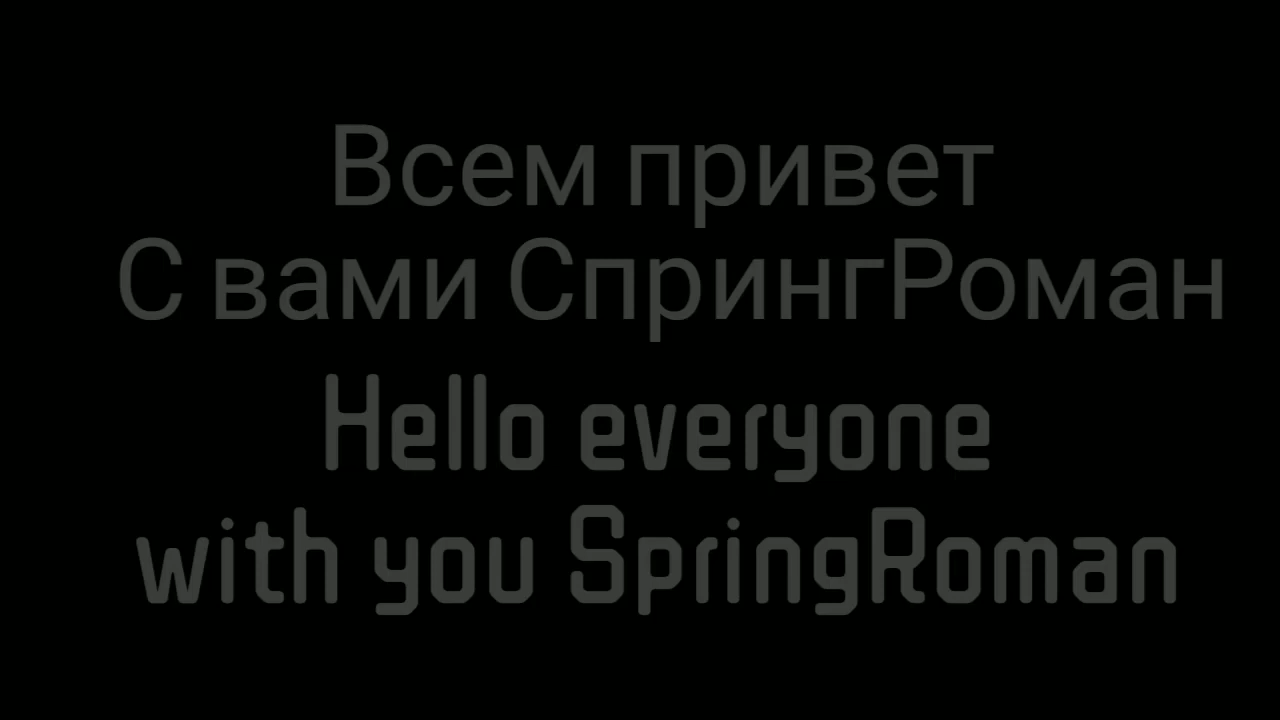 Всем привет
С вами СпрингРоман
Hello everyone
with you SpringRoman